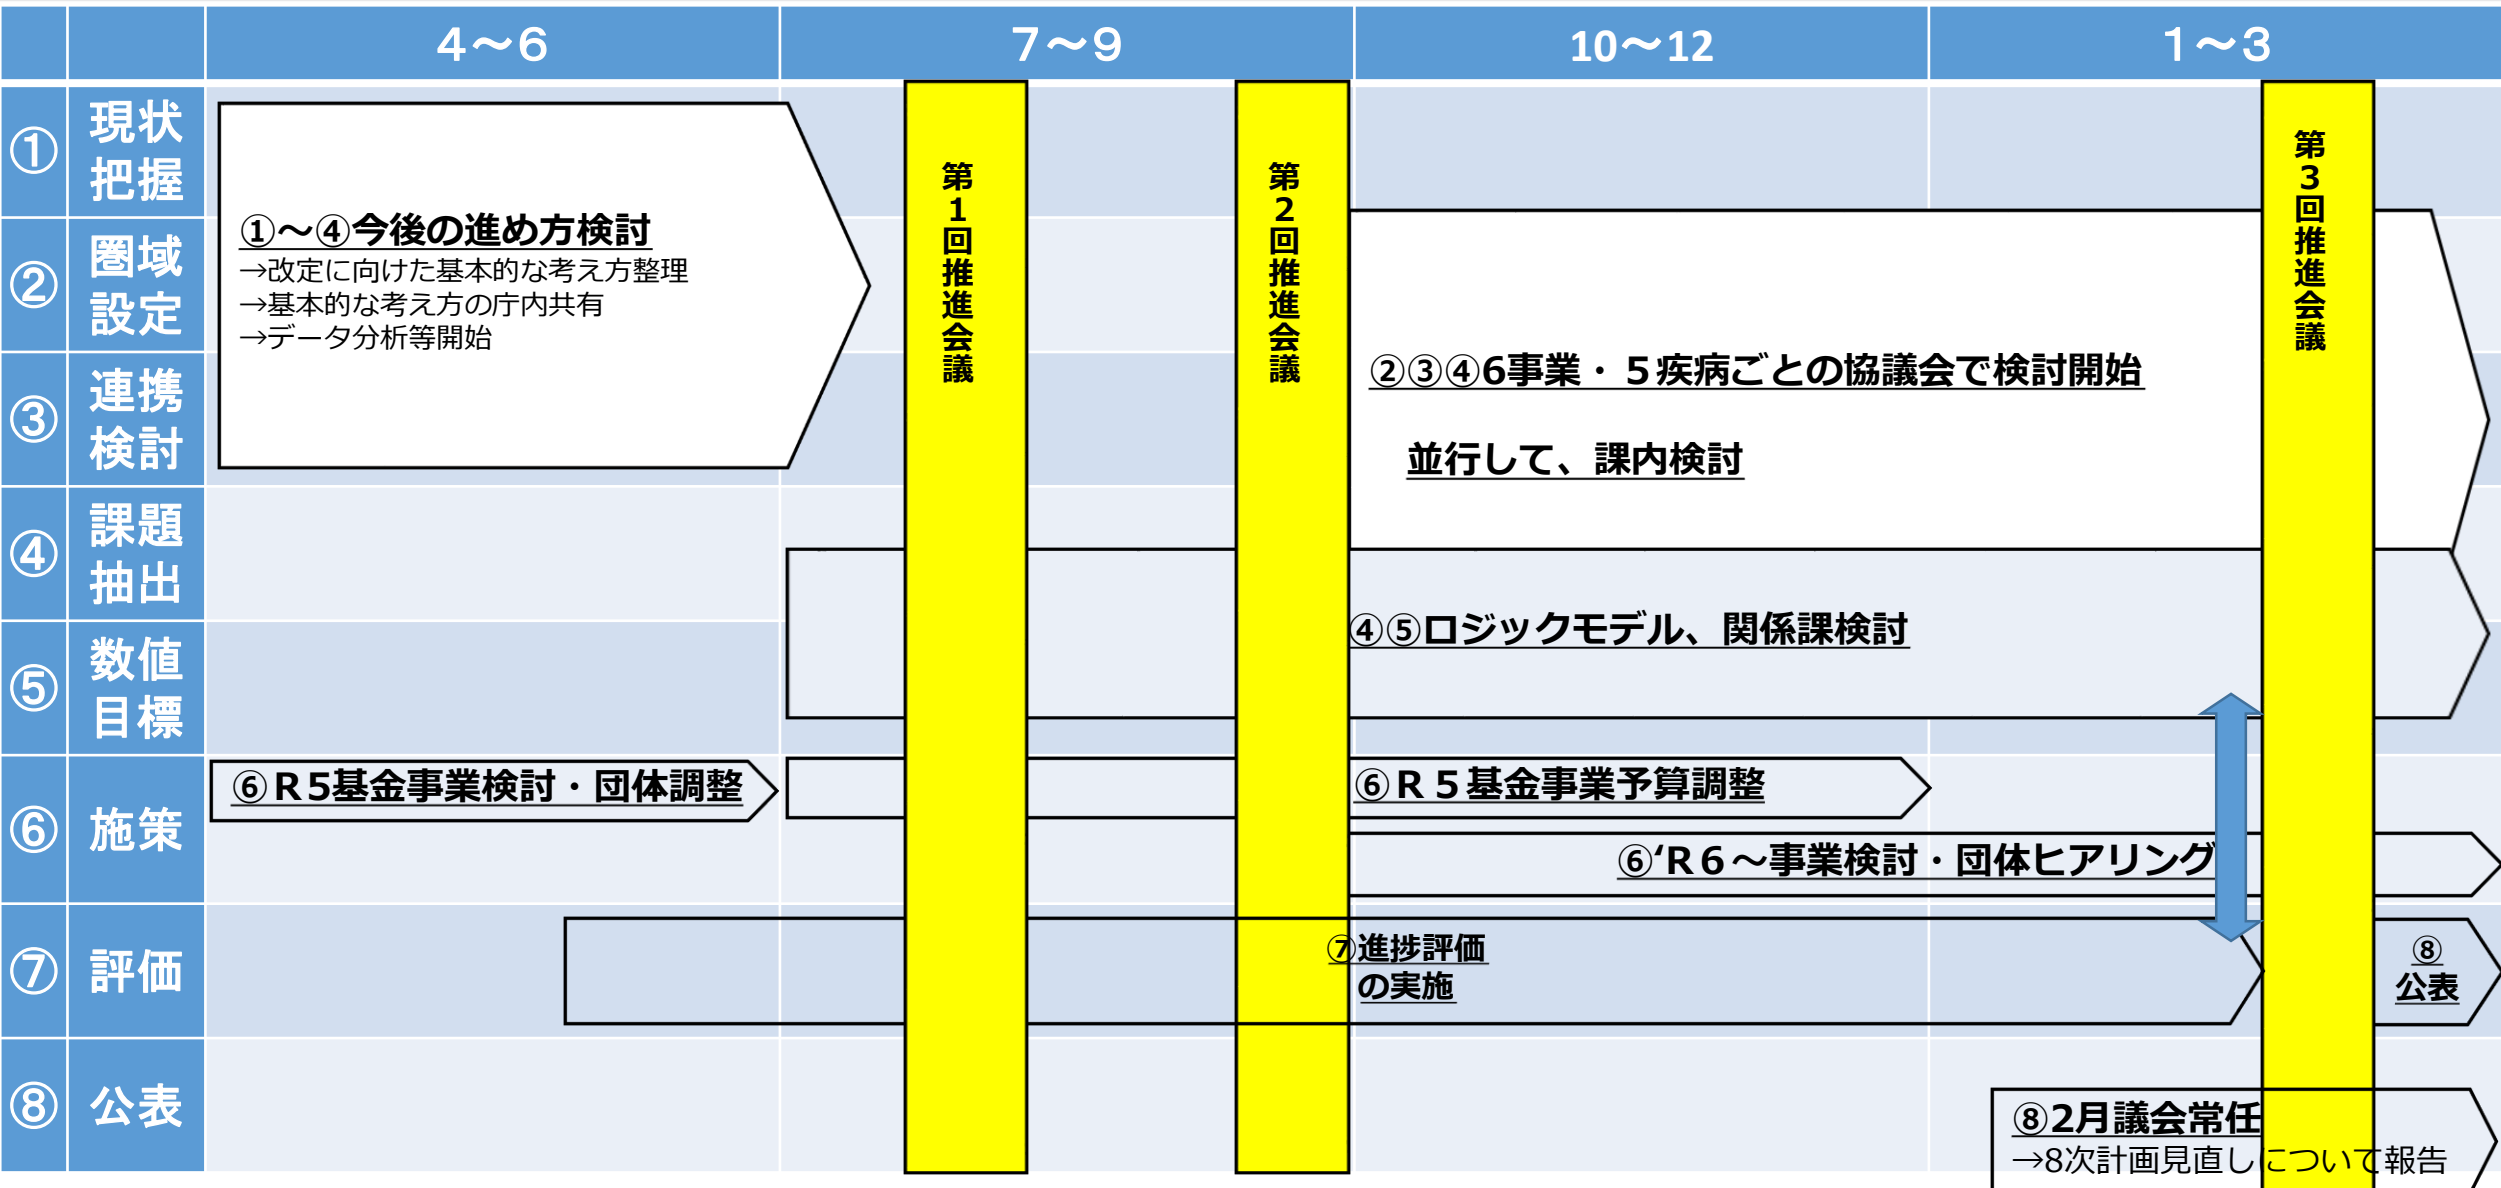 4～6
7～9
10～12
1～3
①
現状
把握
②
圏域
設定
③
連携
検討
④
課題
抽出
⑤
数値
目標
⑥
施策
⑦
評価
⑧
公表
①～④今後の進め方検討
→改定に向けた基本的な考え方整理
→基本的な考え方の庁内共有
→データ分析等開始
第1回推進会議
第2回推進会議
第3回推進会議
②③④6事業・５疾病ごとの協議会で検討開始
並行して、課内検討
④⑤ロジックモデル、関係課検討
⑥Ｒ5基金事業検討・団体調整
⑥Ｒ５基金事業予算調整
⑥‘Ｒ６～事業検討・団体ヒアリング
⑦進捗評価
の実施
⑧
公表
⑧2月議会常任
→8次計画見直しについて報告